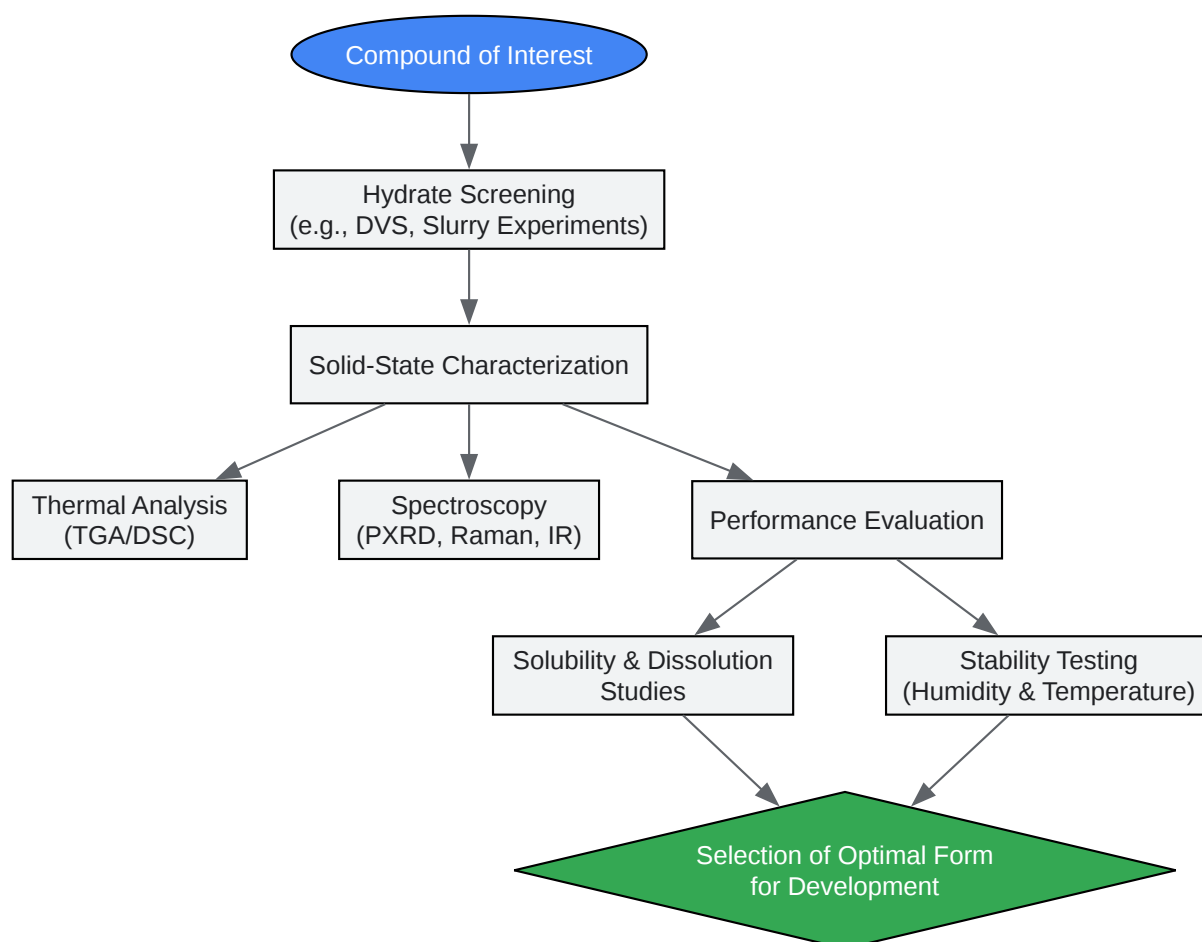 Compound of Interest
Hydrate Screening
(e.g., DVS, Slurry Experiments)
Solid-State Characterization
Thermal Analysis
(TGA/DSC)
Spectroscopy
(PXRD, Raman, IR)
Performance Evaluation
Solubility & Dissolution
Studies
Stability Testing
(Humidity & Temperature)
Selection of Optimal Form
for Development